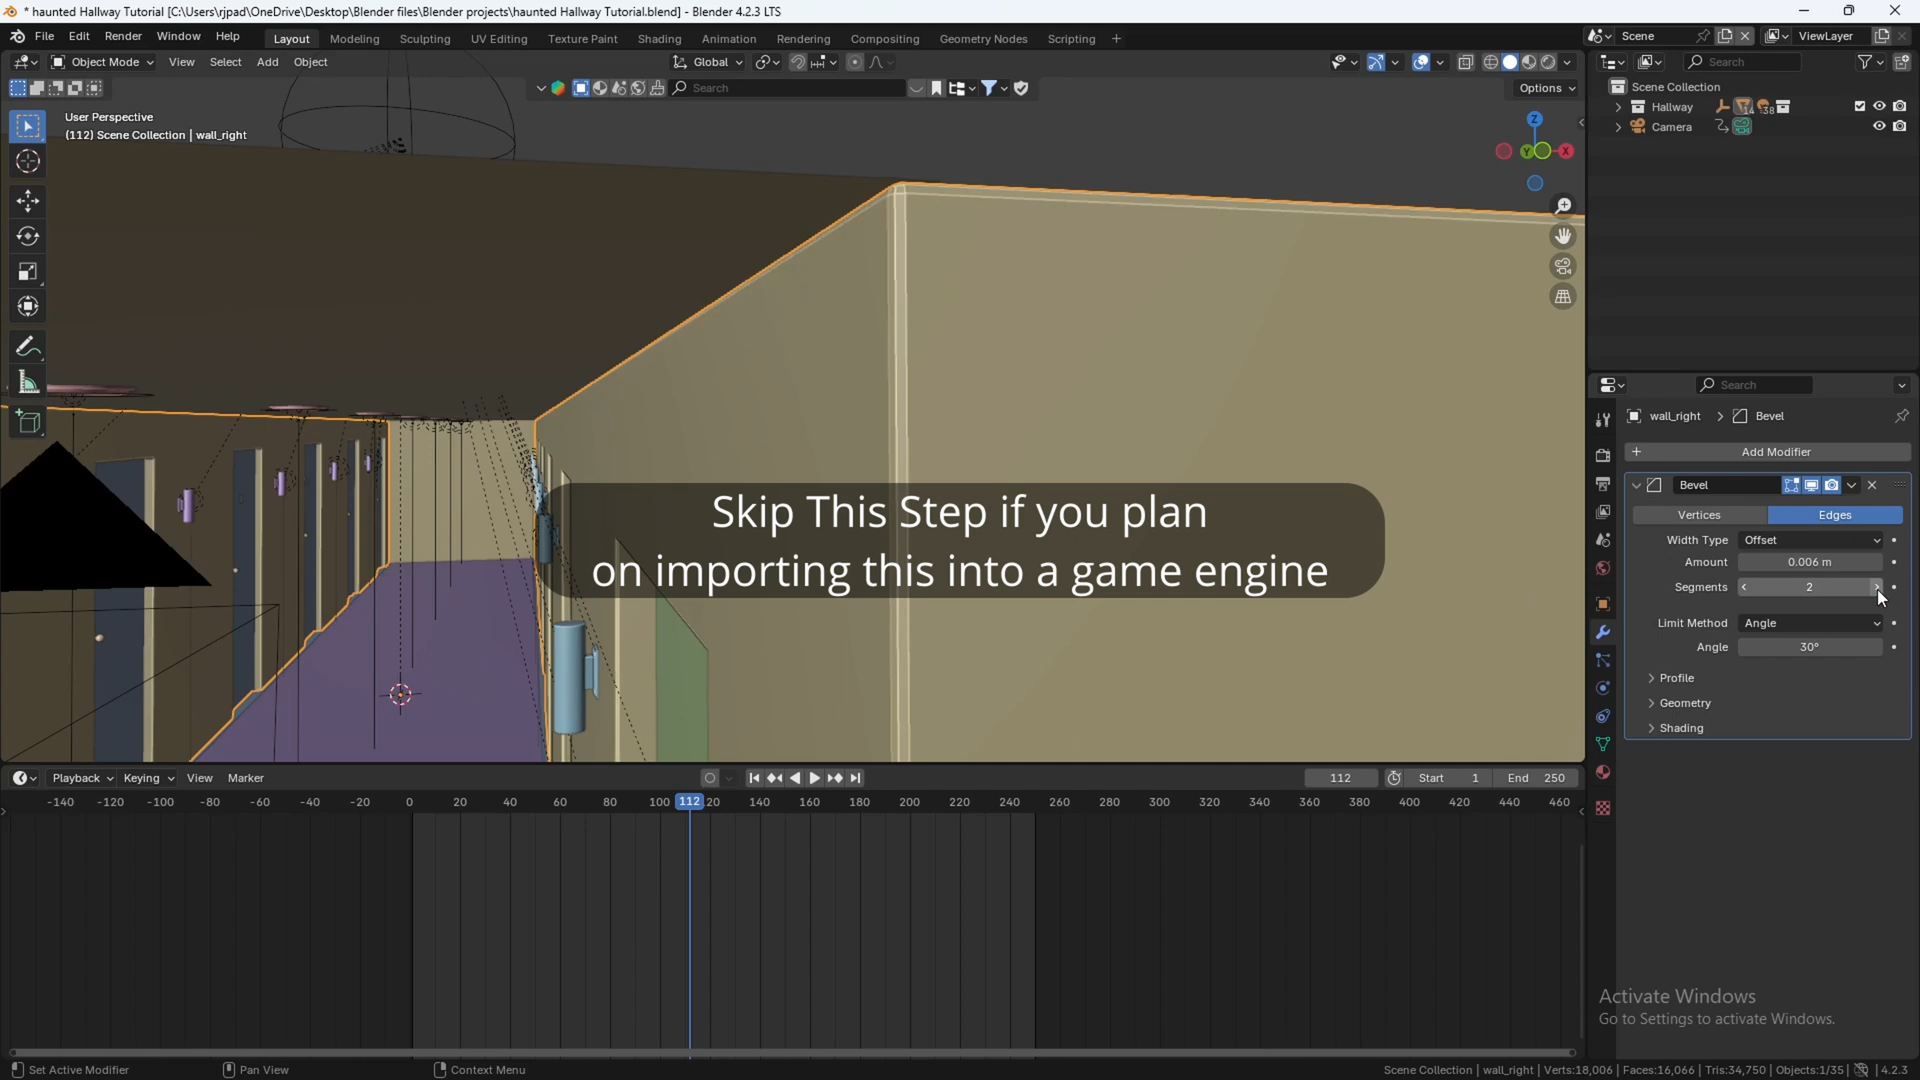 * haunted Hallway Tutorial [C:\Users\rjpad\OneDrive\Desktop\Blender files\Blender projects\haunted Hallway Tutorial.blend] - Blender 4.2.3 LTS
File Edit Render Window Help Layout Modeling Sculpting UV Editing Texture Paint Shading Animation Rendering Compositing Geometry Nodes Scripting + Scene ViewLayer
Object Mode View Select Add Object Global Search
Search Options
Scene Collection
Hallway 14 38
Camera
User Perspective
(112) Scene Collection | wall_right
Z
Y X
Skip This Step if you plan
on importing this into a game engine
Search
wall_right > Bevel
+ Add Modifier
Bevel
Vertices Edges
Width Type Offset
Amount 0.006 m
Segments 2
Limit Method Angle
Angle 30°
Profile
Geometry
Shading
Playback Keying View Marker 112 Start 1 End 250
-140 -120 -100 -80 -60 -40 -20 0 20 40 60 80 100 112 20 140 160 180 200 220 240 260 280 300 320 340 360 380 400 420 440 460
Activate Windows
Go to Settings to activate Windows.
Set Active Modifier Pan View Context Menu Scene Collection | wall_right | Verts:18,006 | Faces:16,066 | Tris:34,750 | Objects:1/35 | 4.2.3